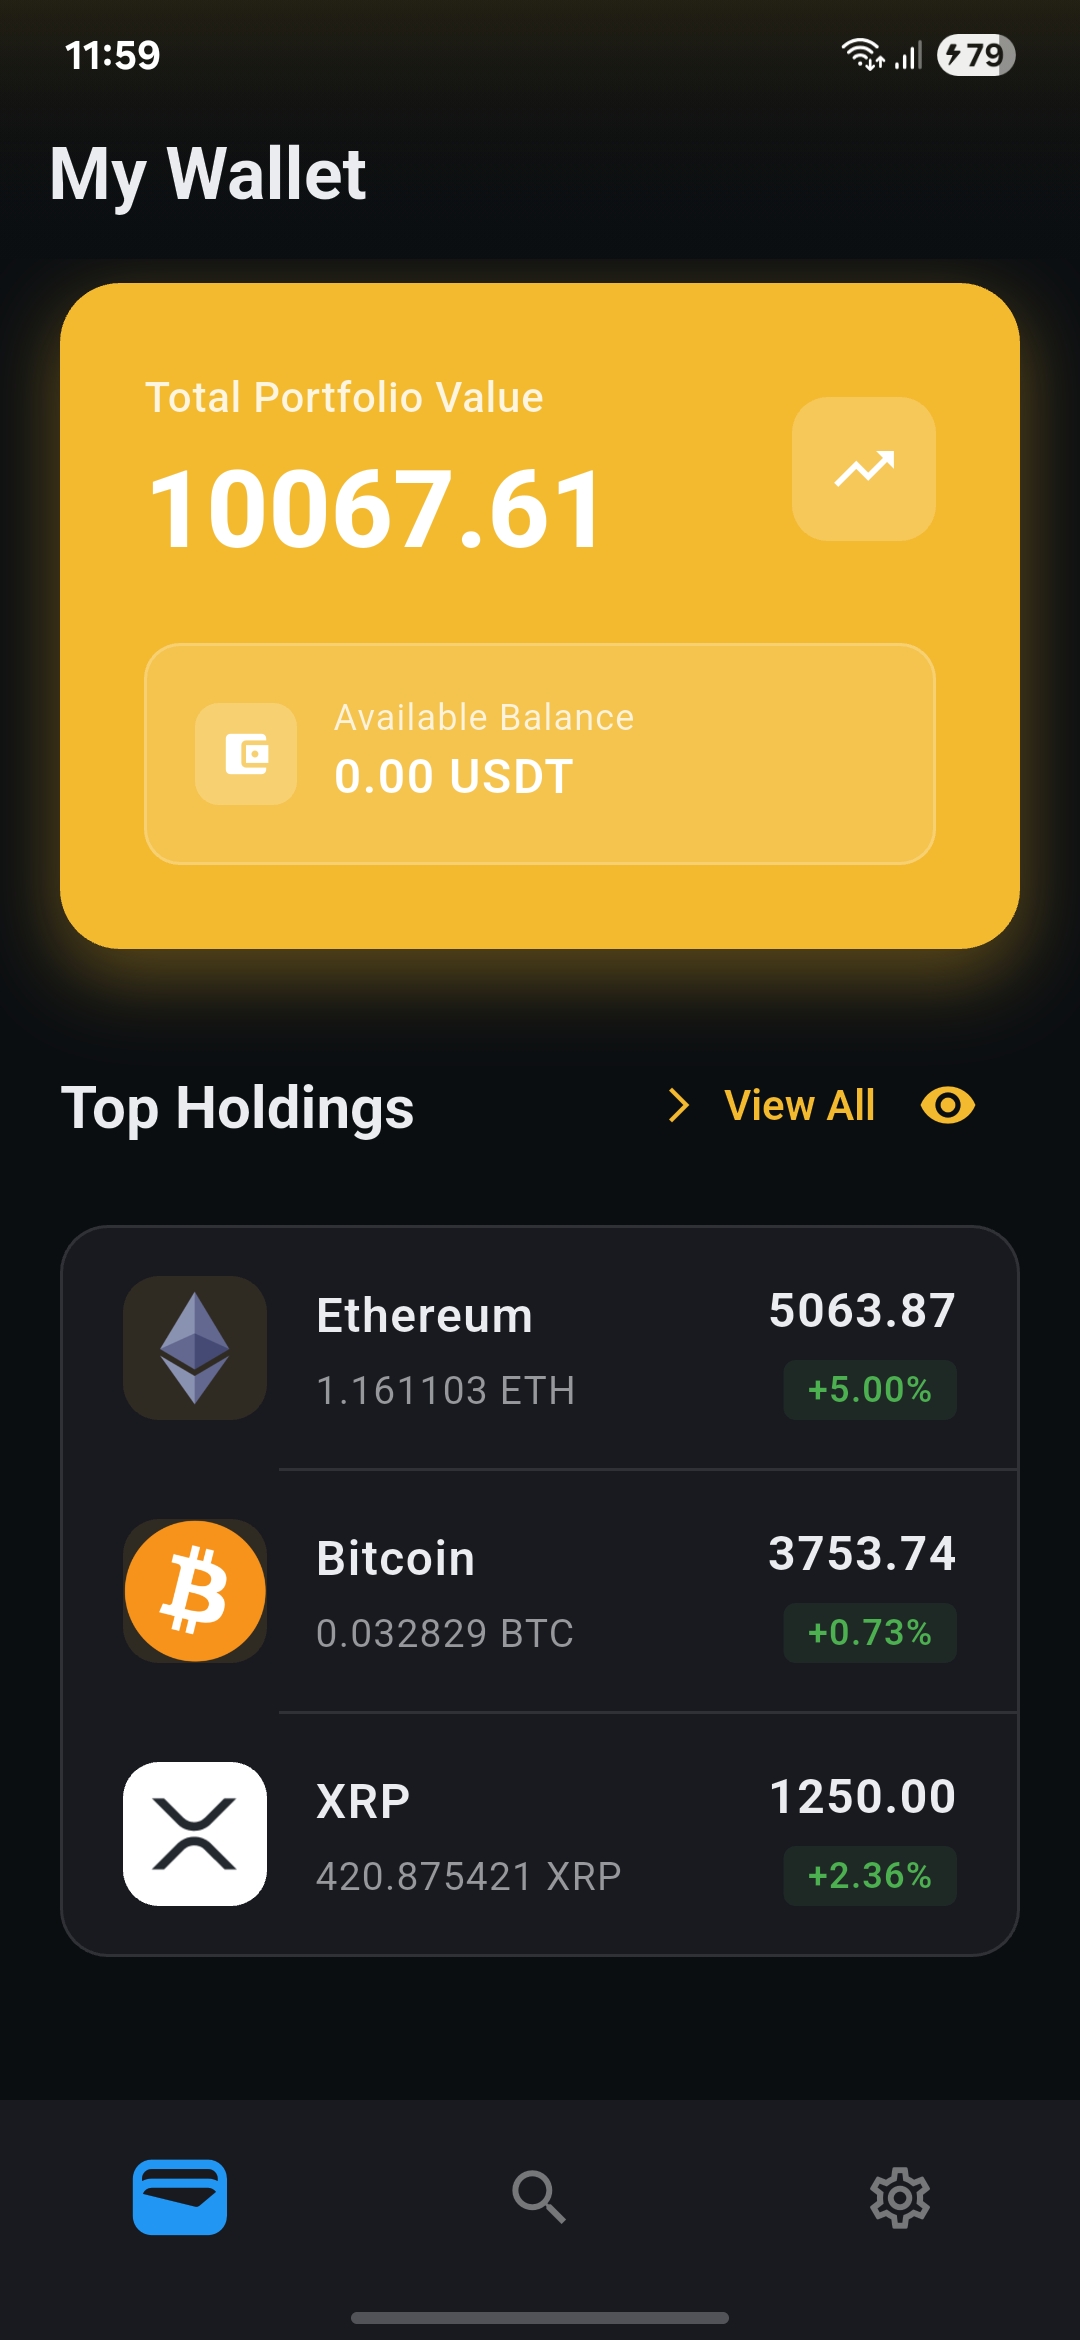 11:59
79
My Wallet
Total Portfolio Value
10067.61
Available Balance
0.00 USDT
Top Holdings
View All
Ethereum
5063.87
1.161103 ETH
+5.00%
Bitcoin
3753.74
0.032829 BTC
+0.73%
XRP
1250.00
420.875421 XRP
+2.36%